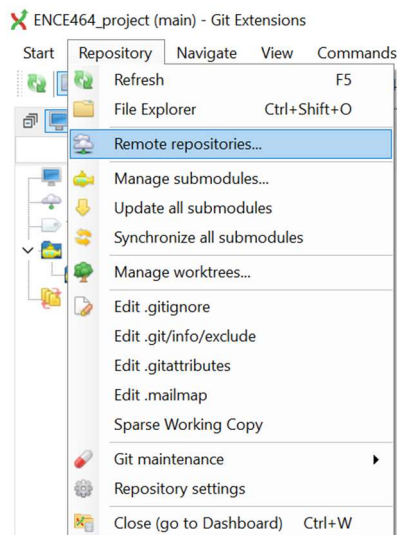 ENCE464_project (main) - Git Extensions
Start Repository Navigate View Commands
Refresh F5
File Explorer Ctrl+Shift+O
Remote repositories...
Manage submodules...
Update all submodules
Synchronize all submodules
Manage worktrees...
Edit .gitignore
Edit .git/info/exclude
Edit .gitattributes
Edit .mailmap
Sparse Working Copy
Git maintenance
Repository settings
Close (go to Dashboard) Ctrl+W